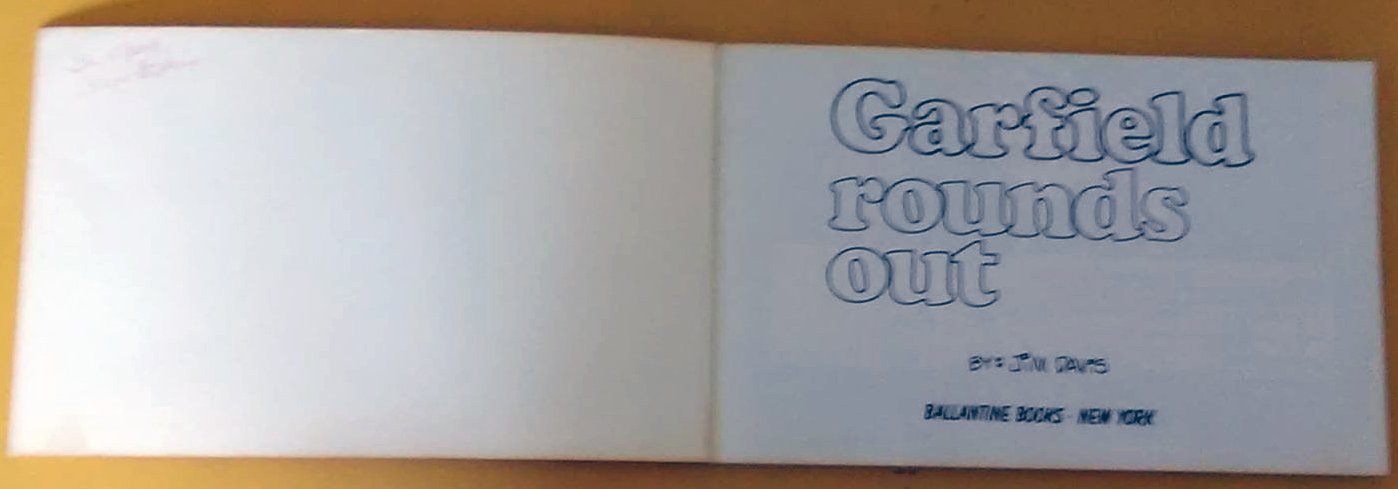 Garfield
rounds
out
BY: JIM DAVIS
BALLANTINE BOOKS · NEW YORK